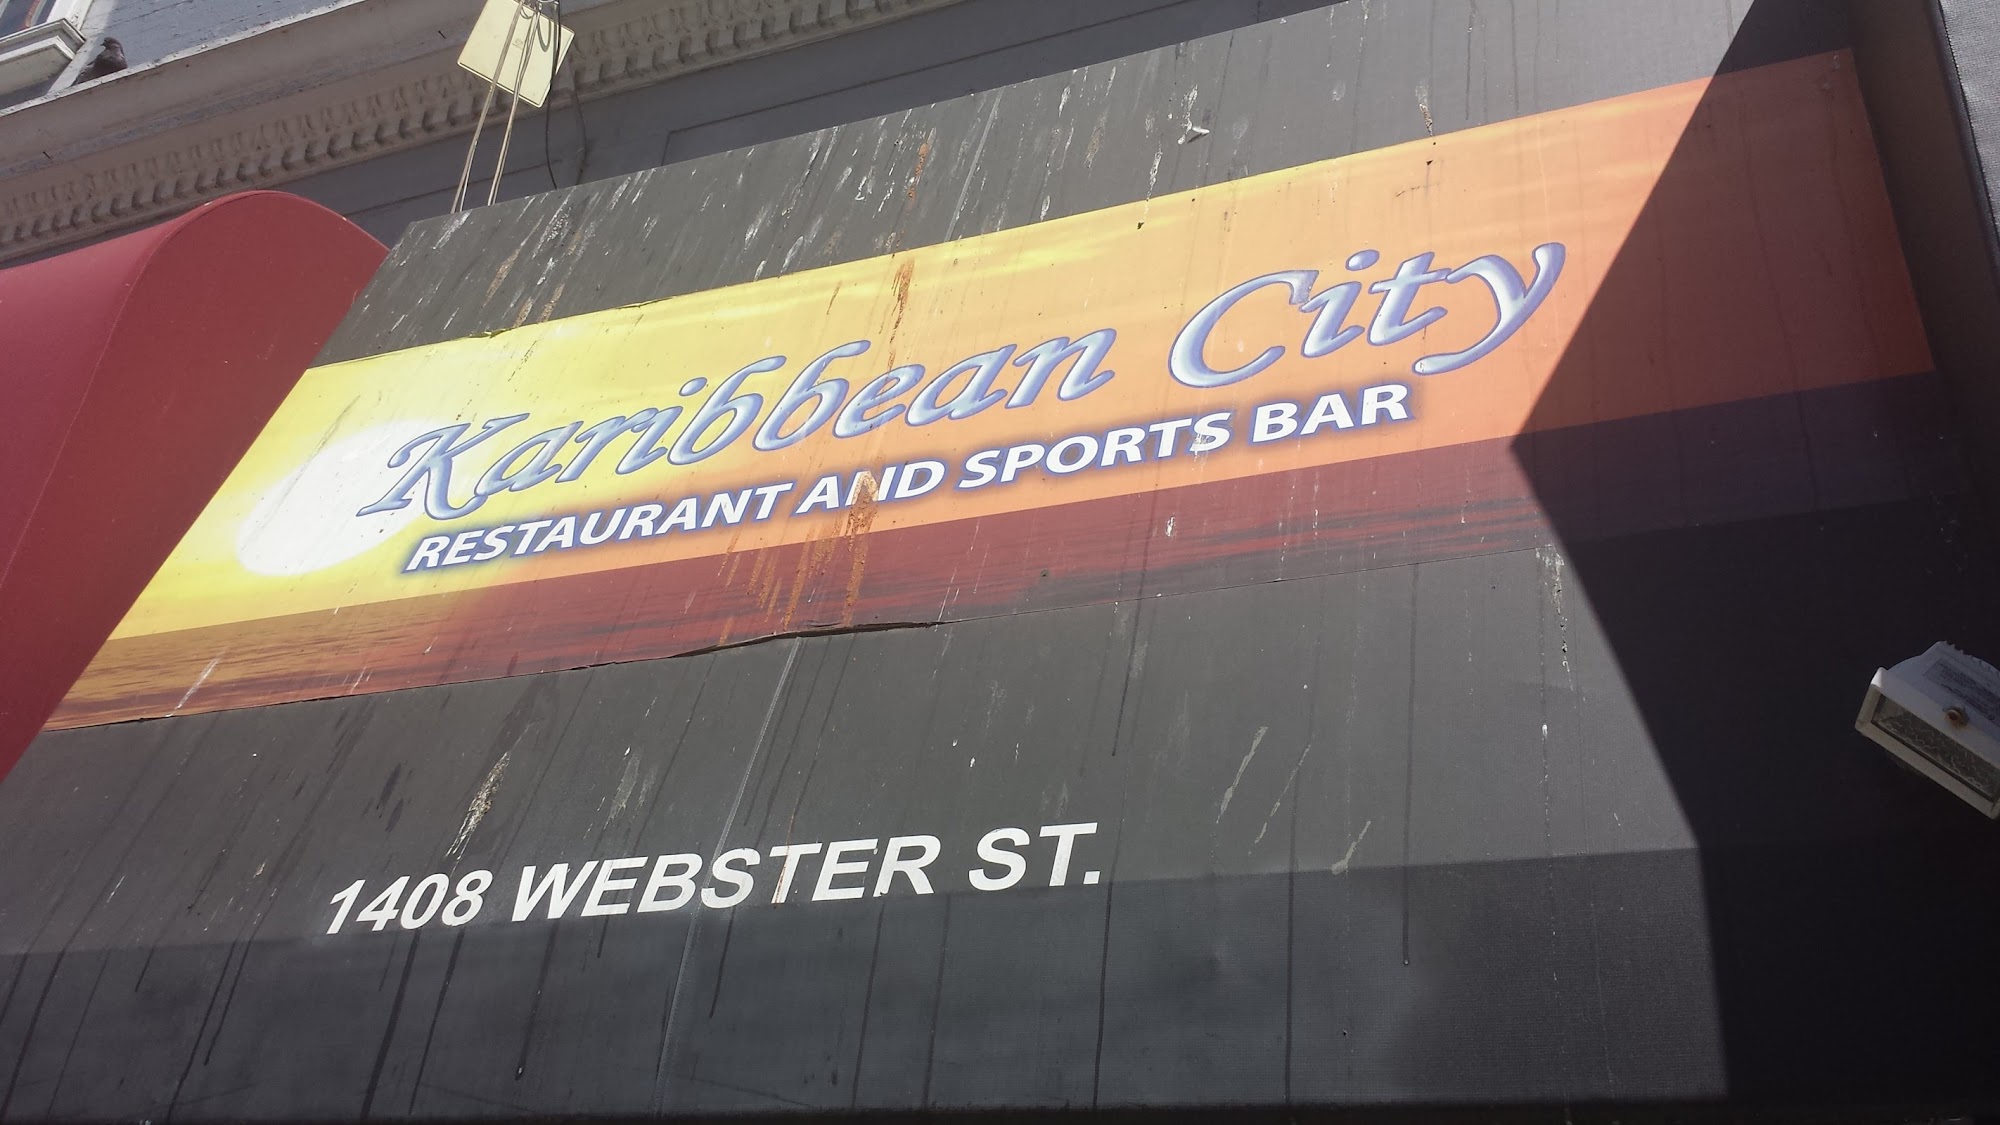 Karibbean City
RESTAURANT AND SPORTS BAR
1408 WEBSTER ST.